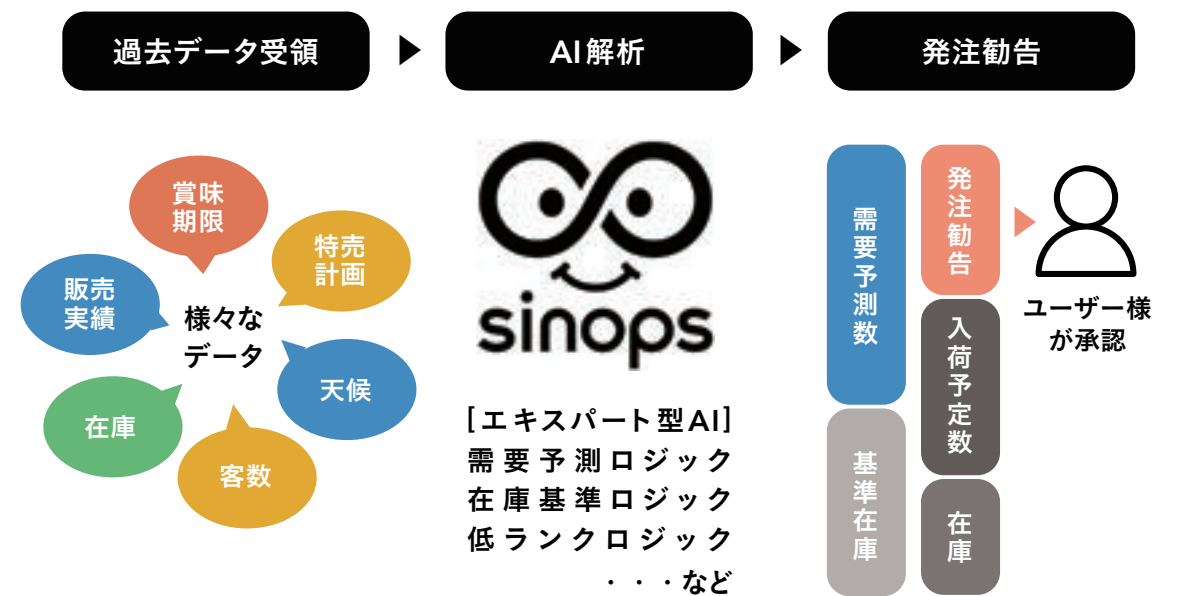 過去データ受領
AI解析
発注勧告
賞味
期限
特売
計画
販売
実績
様々な
データ
天候
在庫
客数
sinops
[エキスパート型AI]
需要予測ロジック
在庫基準ロジック
低ランクロジック
・・・など
需要予測数
基準在庫
発注勧告
入荷予定数
在庫
ユーザー様
が承認